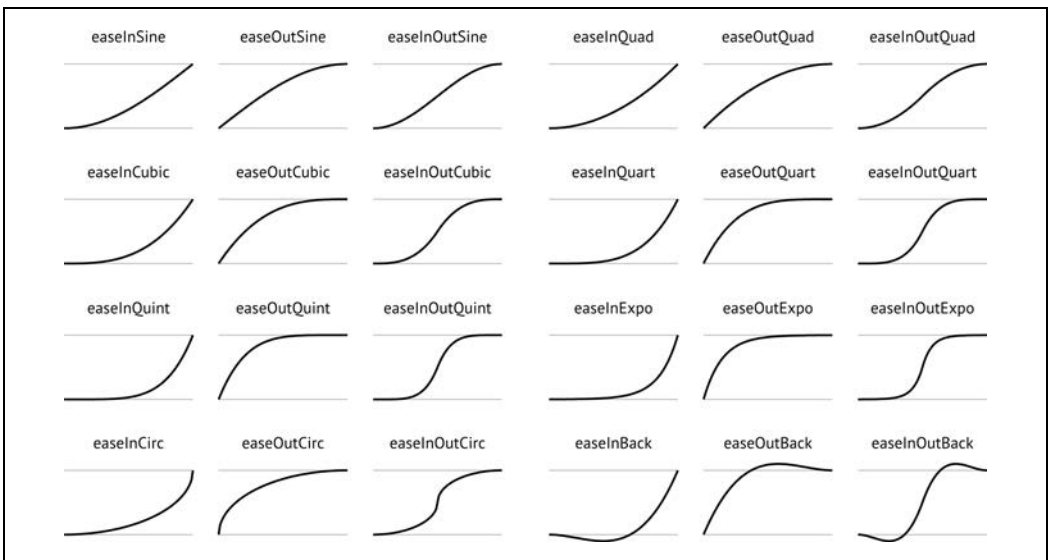 easeInSine easeOutSine easeInOutSine easeInQuad easeOutQuad easeInOutQuad
easeInCubic easeOutCubic easeInOutCubic easeInQuart easeOutQuart easeInOutQuart
easeInQuint easeOutQuint easeInOutQuint easeInExpo easeOutExpo easeInOutExpo
easeInCirc easeOutCirc easeInOutCirc easeInBack easeOutBack easeInOutBack